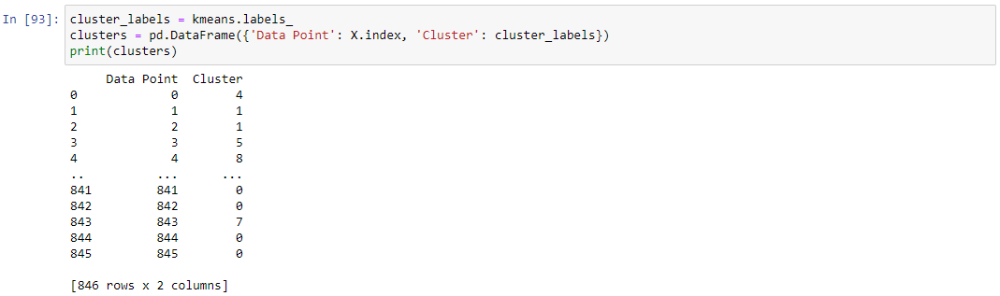 In [93]: cluster_labels = kmeans.labels_
clusters = pd.DataFrame({'Data Point': X.index, 'Cluster': cluster_labels})
print(clusters)
Data Point Cluster
0 0 4
1 1 1
2 2 1
3 3 5
4 4 8
.. ... ...
841 841 0
842 842 0
843 843 7
844 844 0
845 845 0
[846 rows x 2 columns]